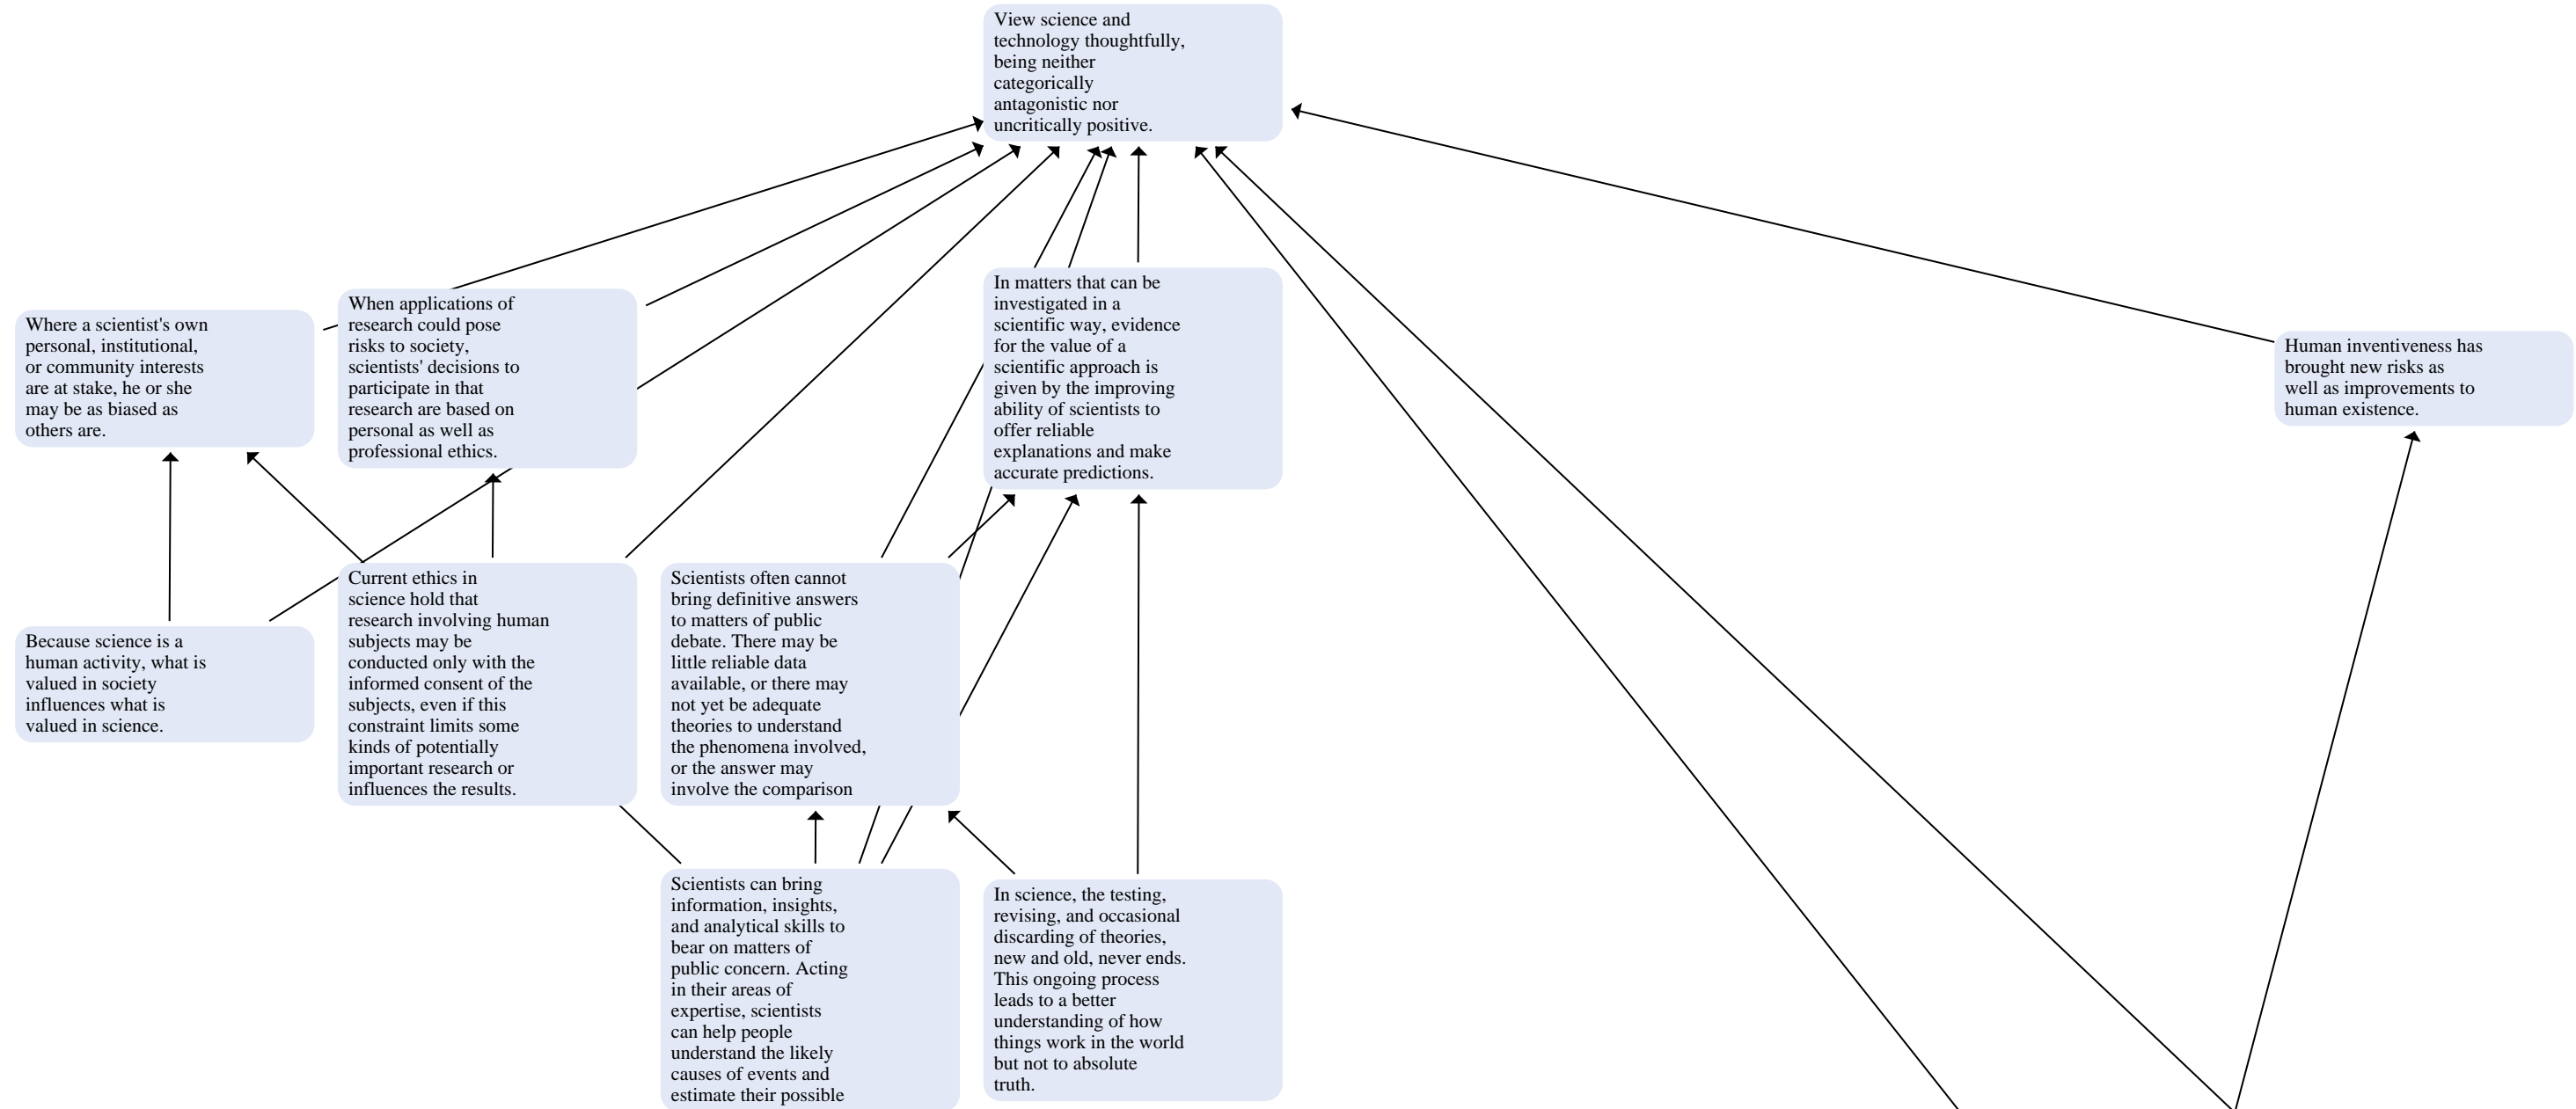 View science and
technology thoughtfully,
being neither
categorically
antagonistic nor
uncritically positive.
Where a scientist's own
personal, institutional,
or community interests
are at stake, he or she
may be as biased as
others are.
When applications of
research could pose
risks to society,
scientists' decisions to
participate in that
research are based on
personal as well as
professional ethics.
In matters that can be
investigated in a
scientific way, evidence
for the value of a
scientific approach is
given by the improving
ability of scientists to
offer reliable
explanations and make
accurate predictions.
Human inventiveness has
brought new risks as
well as improvements to
human existence.
Because science is a
human activity, what is
valued in society
influences what is
valued in science.
Current ethics in
science hold that
research involving human
subjects may be
conducted only with the
informed consent of the
subjects, even if this
constraint limits some
kinds of potentially
important research or
influences the results.
Scientists often cannot
bring definitive answers
to matters of public
debate. There may be
little reliable data
available, or there may
not yet be adequate
theories to understand
the phenomena involved,
or the answer may
involve the comparison
Scientists can bring
information, insights,
and analytical skills to
bear on matters of
public concern. Acting
in their areas of
expertise, scientists
can help people
understand the likely
causes of events and
estimate their possible
In science, the testing,
revising, and occasional
discarding of theories,
new and old, never ends.
This ongoing process
leads to a better
understanding of how
things work in the world
but not to absolute
truth.